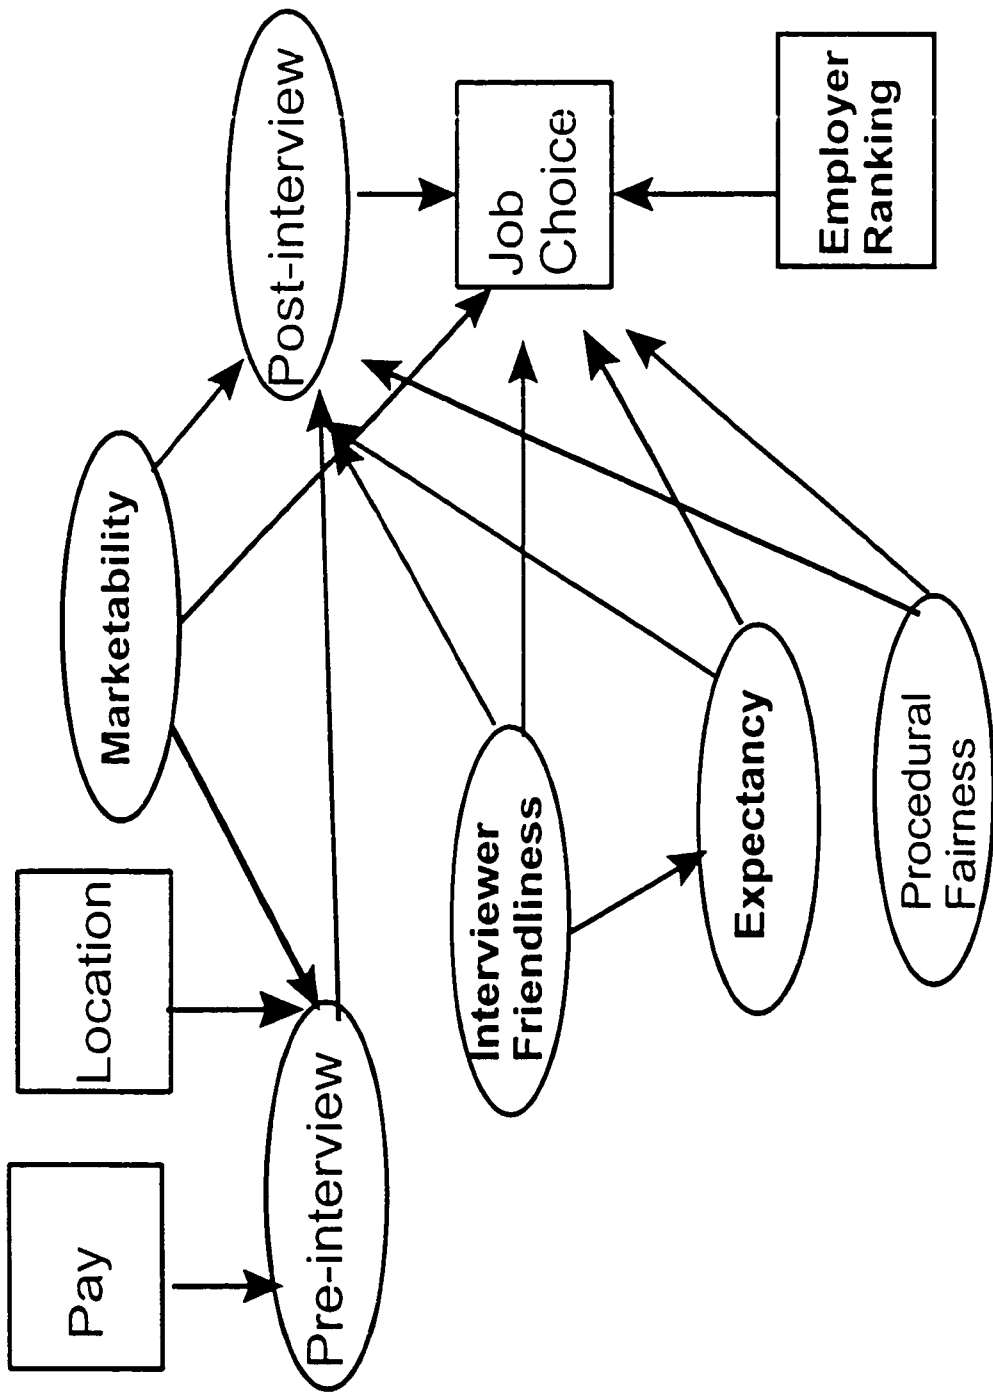 Pay
Location
Marketability
Pre-interview
Post-interview
Interviewer
Friendliness
Job
Choice
Expectancy
Procedural
Fairness
Employer
Ranking